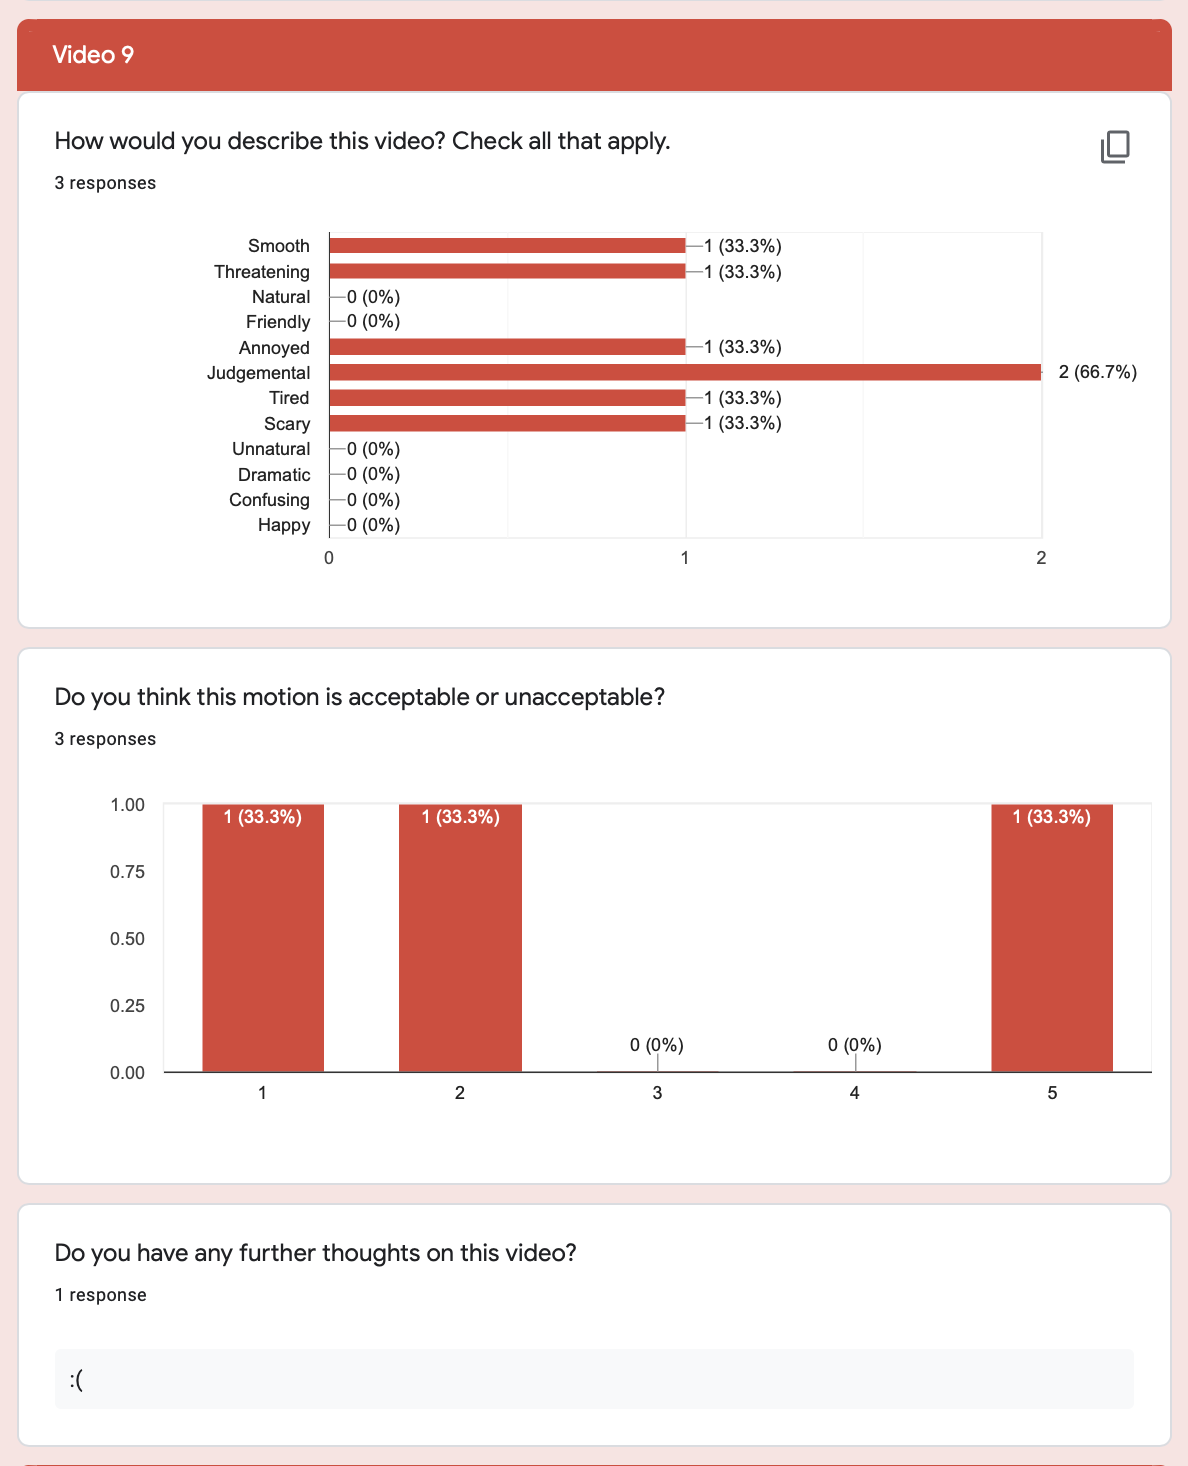 Video 9
How would you describe this video? Check all that apply.
3 responses
Smooth 1 (33.3%)
Threatening 1 (33.3%)
Natural 0 (0%)
Friendly 0 (0%)
Annoyed 1 (33.3%)
Judgemental 2 (66.7%)
Tired 1 (33.3%)
Scary 1 (33.3%)
Unnatural 0 (0%)
Dramatic 0 (0%)
Confusing 0 (0%)
Happy 0 (0%)
0 1 2
Do you think this motion is acceptable or unacceptable?
3 responses
1.00
1 (33.3%) 1 (33.3%) 1 (33.3%)
0.75
0.50
0.25
0 (0%) 0 (0%)
0.00
1 2 3 4 5
Do you have any further thoughts on this video?
1 response
:(